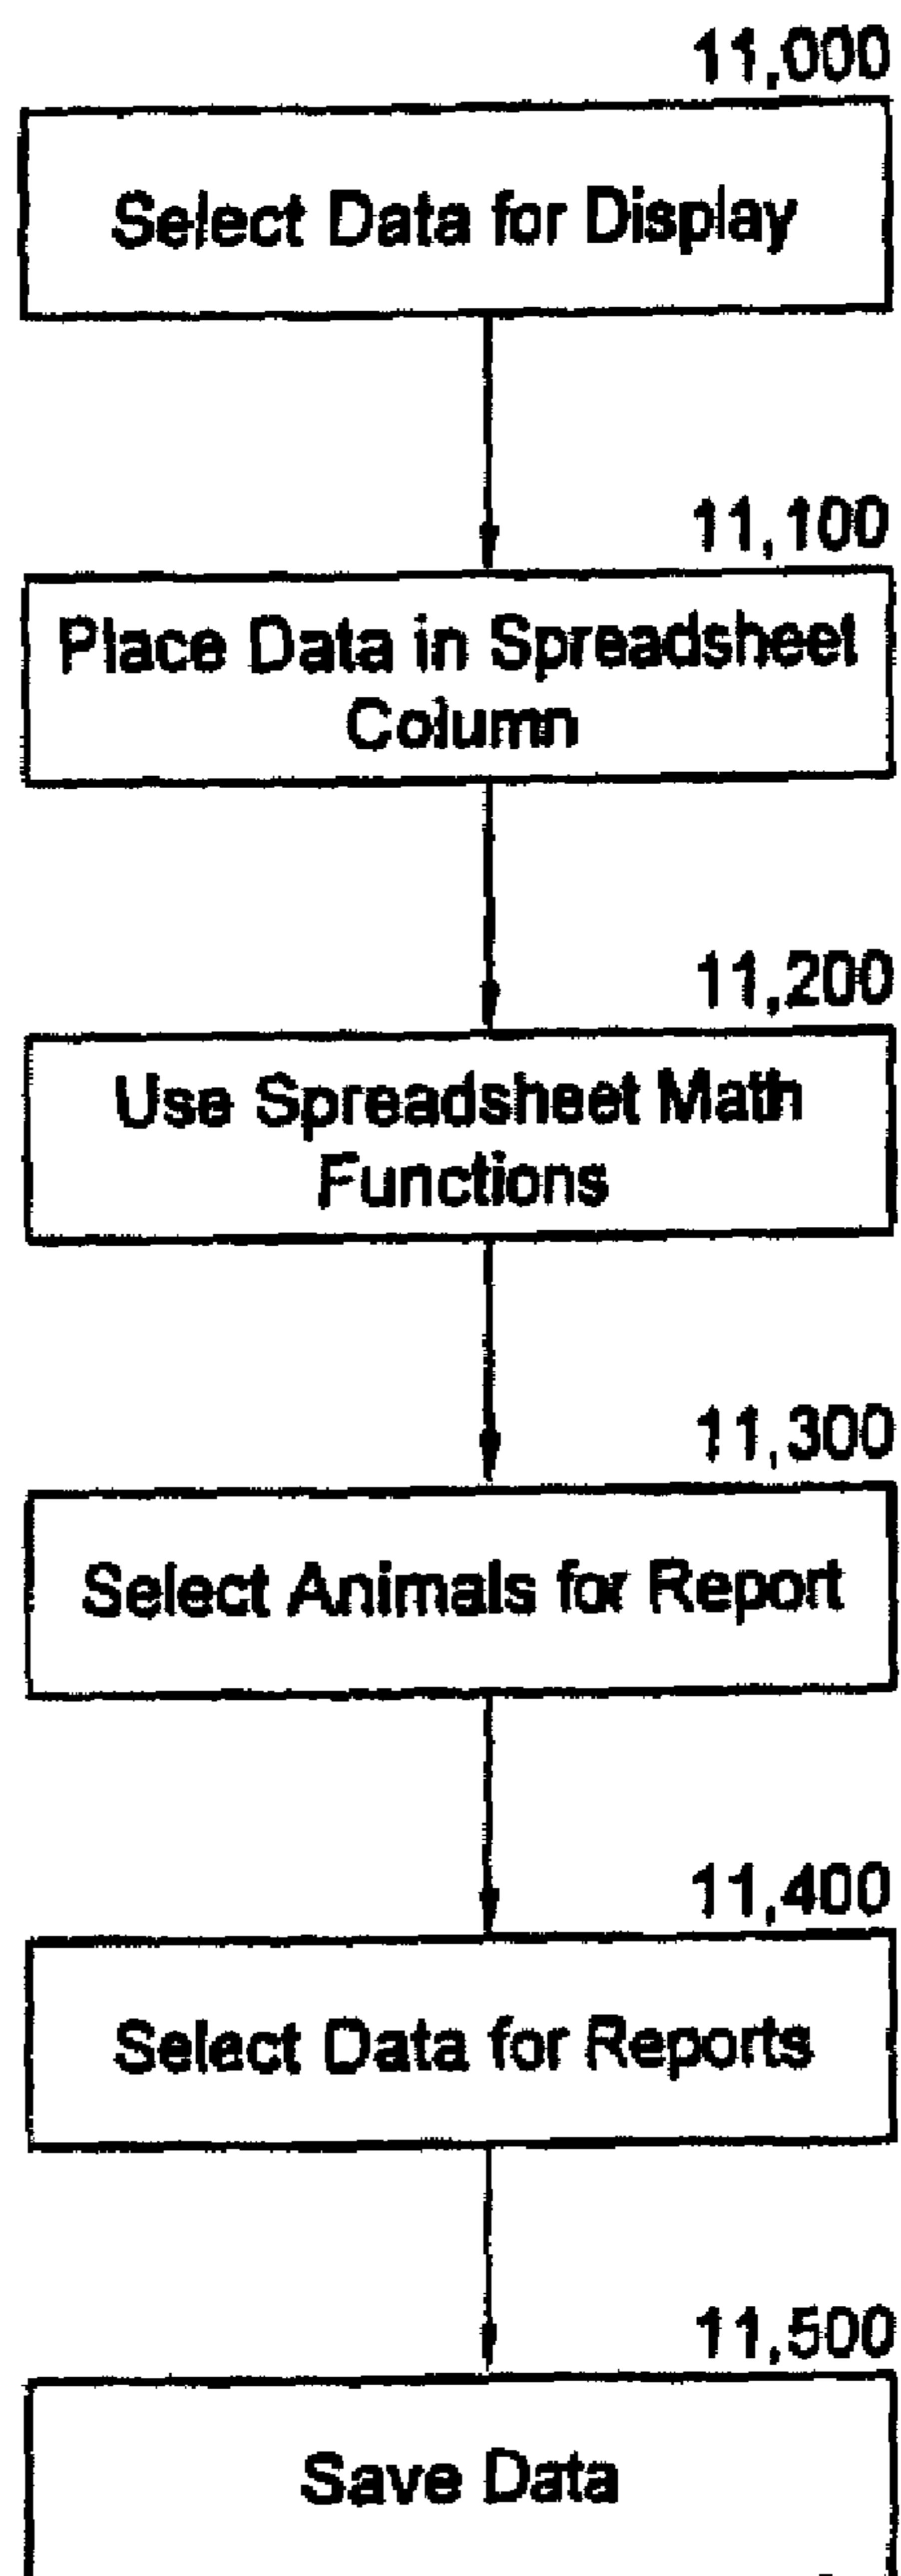 11,000
Select Data for Display
11,100
Place Data in Spreadsheet
Column
11,200
Use Spreadsheet Math
Functions
11,300
Select Animals for Report
11,400
Select Data for Reports
11,500
Save Data